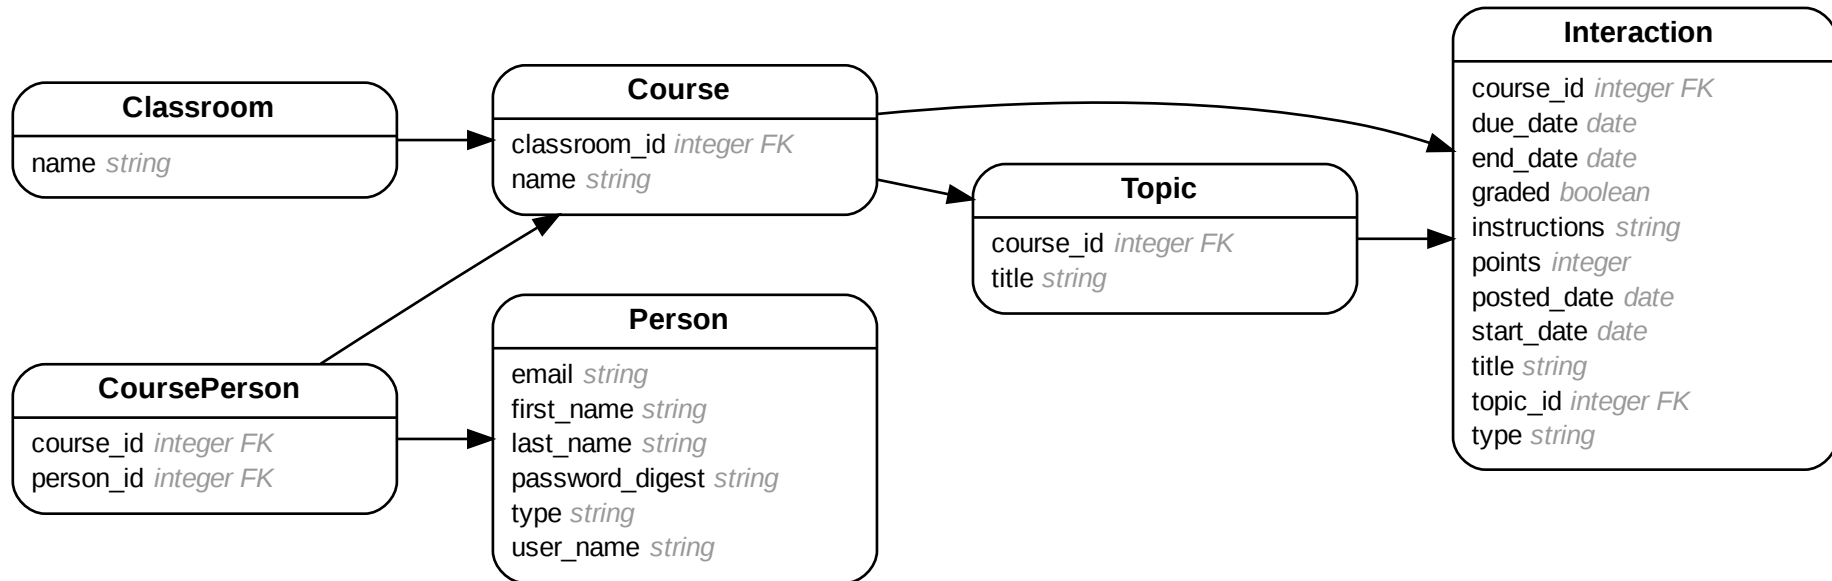 Classroom
name string
Course
classroom_id integer FK
name string
CoursePerson
course_id integer FK
person_id integer FK
Person
email string
first_name string
last_name string
password_digest string
type string
user_name string
Topic
course_id integer FK
title string
Interaction
course_id integer FK
due_date date
end_date date
graded boolean
instructions string
points integer
posted_date date
start_date date
title string
topic_id integer FK
type string